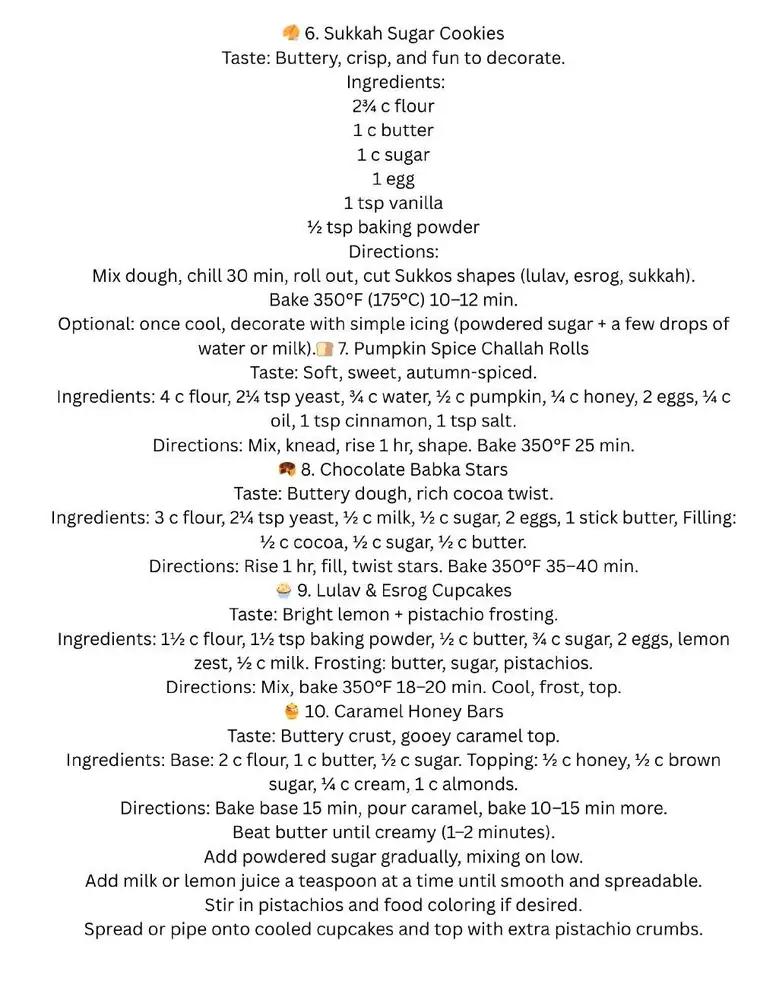 🥮 6. Sukkah Sugar Cookies
Taste: Buttery, crisp, and fun to decorate.
Ingredients:
2¾ c flour
1 c butter
1 c sugar
1 egg
1 tsp vanilla
½ tsp baking powder
Directions:
Mix dough, chill 30 min, roll out, cut Sukkos shapes (lulav, esrog, sukkah).
Bake 350°F (175°C) 10–12 min.
Optional: once cool, decorate with simple icing (powdered sugar + a few drops of
water or milk).🍞 7. Pumpkin Spice Challah Rolls
Taste: Soft, sweet, autumn-spiced.
Ingredients: 4 c flour, 2¼ tsp yeast, ¾ c water, ½ c pumpkin, ¼ c honey, 2 eggs, ¼ c
oil, 1 tsp cinnamon, 1 tsp salt.
Directions: Mix, knead, rise 1 hr, shape. Bake 350°F 25 min.
🍫 8. Chocolate Babka Stars
Taste: Buttery dough, rich cocoa twist.
Ingredients: 3 c flour, 2¼ tsp yeast, ½ c milk, ½ c sugar, 2 eggs, 1 stick butter, Filling:
½ c cocoa, ½ c sugar, ½ c butter.
Directions: Rise 1 hr, fill, twist stars. Bake 350°F 35–40 min.
🧁 9. Lulav & Esrog Cupcakes
Taste: Bright lemon + pistachio frosting.
Ingredients: 1½ c flour, 1½ tsp baking powder, ½ c butter, ¾ c sugar, 2 eggs, lemon
zest, ½ c milk. Frosting: butter, sugar, pistachios.
Directions: Mix, bake 350°F 18–20 min. Cool, frost, top.
🍯 10. Caramel Honey Bars
Taste: Buttery crust, gooey caramel top.
Ingredients: Base: 2 c flour, 1 c butter, ½ c sugar. Topping: ½ c honey, ½ c brown
sugar, ¼ c cream, 1 c almonds.
Directions: Bake base 15 min, pour caramel, bake 10–15 min more.
Beat butter until creamy (1–2 minutes).
Add powdered sugar gradually, mixing on low.
Add milk or lemon juice a teaspoon at a time until smooth and spreadable.
Stir in pistachios and food coloring if desired.
Spread or pipe onto cooled cupcakes and top with extra pistachio crumbs.